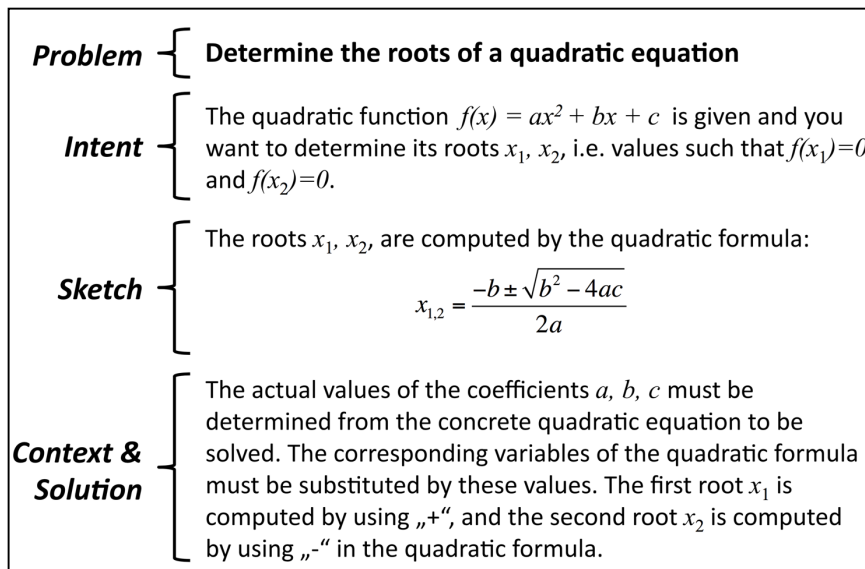 Problem
Determine the roots of a quadratic equation
Intent
The quadratic function f(x) = ax² + bx + c is given and you
want to determine its roots x₁, x₂, i.e. values such that f(x₁)=0
and f(x₂)=0.
Sketch
The roots x₁, x₂, are computed by the quadratic formula:
x₁,₂ = (-b ± √(b² − 4ac)) / 2a
Context &
Solution
The actual values of the coefficients a, b, c must be
determined from the concrete quadratic equation to be
solved. The corresponding variables of the quadratic formula
must be substituted by these values. The first root x₁ is
computed by using „+“, and the second root x₂ is computed
by using „-“ in the quadratic formula.